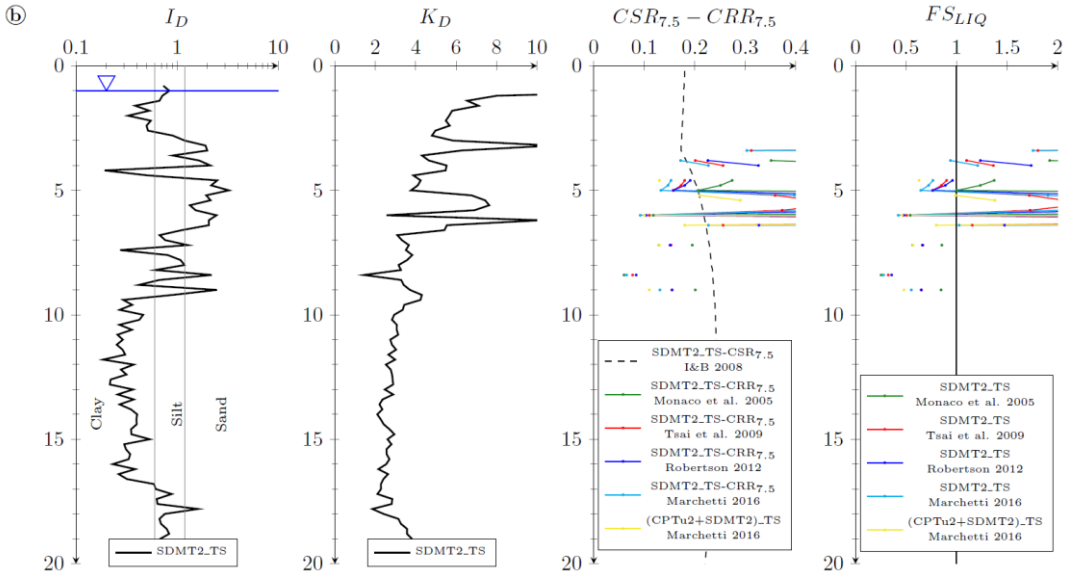 b
I_D
K_D
CSR_7.5 − CRR_7.5
FS_LIQ
0.1 1 10
0 2 4 6 8 10
0 0.1 0.2 0.3 0.4
0 0.5 1 1.5 2
0
5
10
15
20
0
5
10
15
20
0
5
10
15
20
0
5
10
15
20
Clay
Silt
Sand
SDMT2_TS
SDMT2_TS
SDMT2_TS-CSR_7.5
I&B 2008
SDMT2_TS-CRR_7.5
Monaco et al. 2005
SDMT2_TS-CRR_7.5
Tsai et al. 2009
SDMT2_TS-CRR_7.5
Robertson 2012
SDMT2_TS-CRR_7.5
Marchetti 2016
(CPTu2+SDMT2)_TS
Marchetti 2016
SDMT2_TS
Monaco et al. 2005
SDMT2_TS
Tsai et al. 2009
SDMT2_TS
Robertson 2012
SDMT2_TS
Marchetti 2016
(CPTu2+SDMT2)_TS
Marchetti 2016